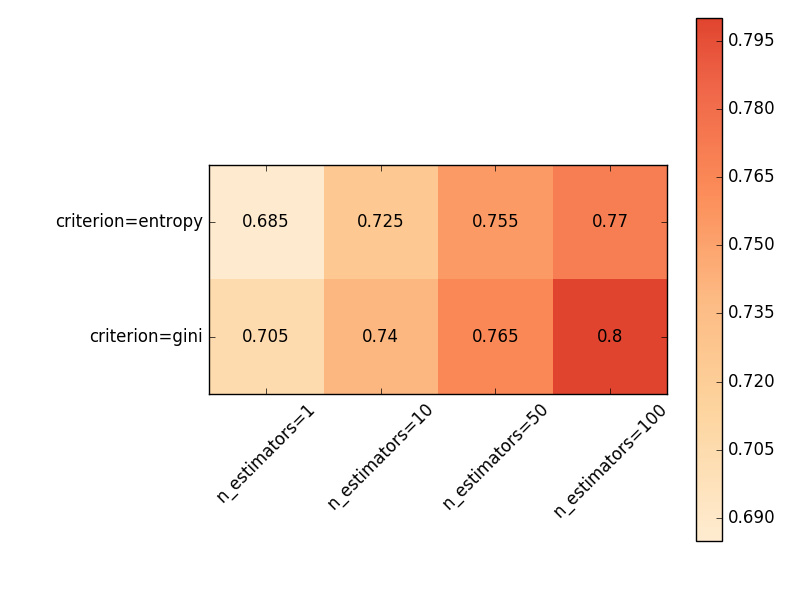 criterion=entropy 0.685 0.725 0.755 0.77
criterion=gini 0.705 0.74 0.765 0.8
n_estimators=1 n_estimators=10 n_estimators=50 n_estimators=100
0.795
0.780
0.765
0.750
0.735
0.720
0.705
0.690